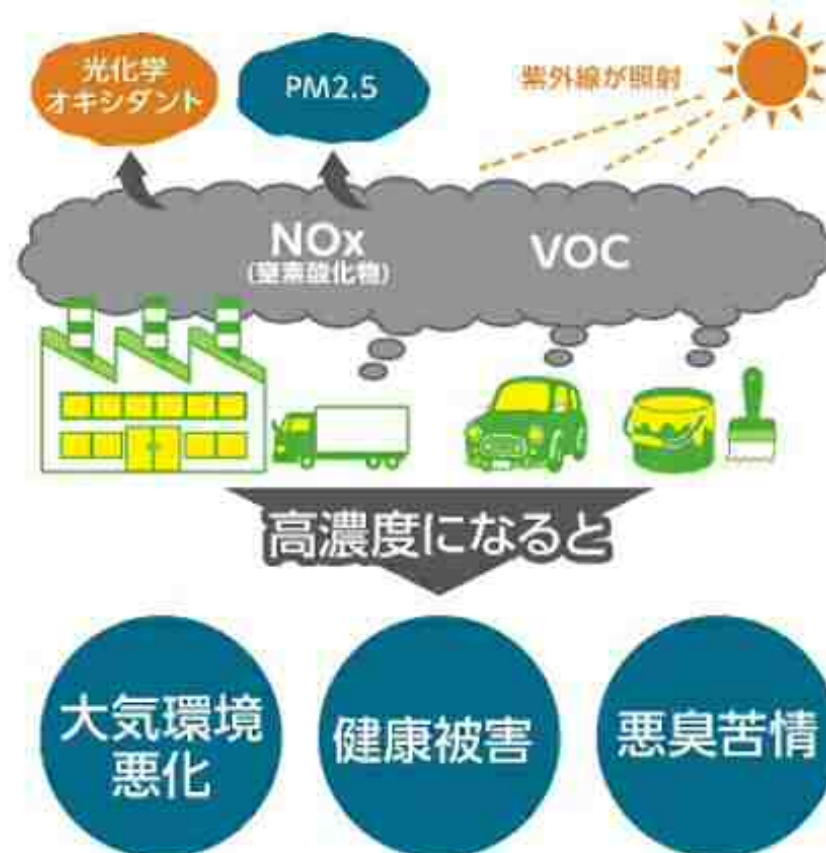 光化学
オキシダント
PM2.5
紫外線が照射
NOx
(窒素酸化物)
VOC
高濃度になると
大気環境
悪化
健康被害
悪臭苦情